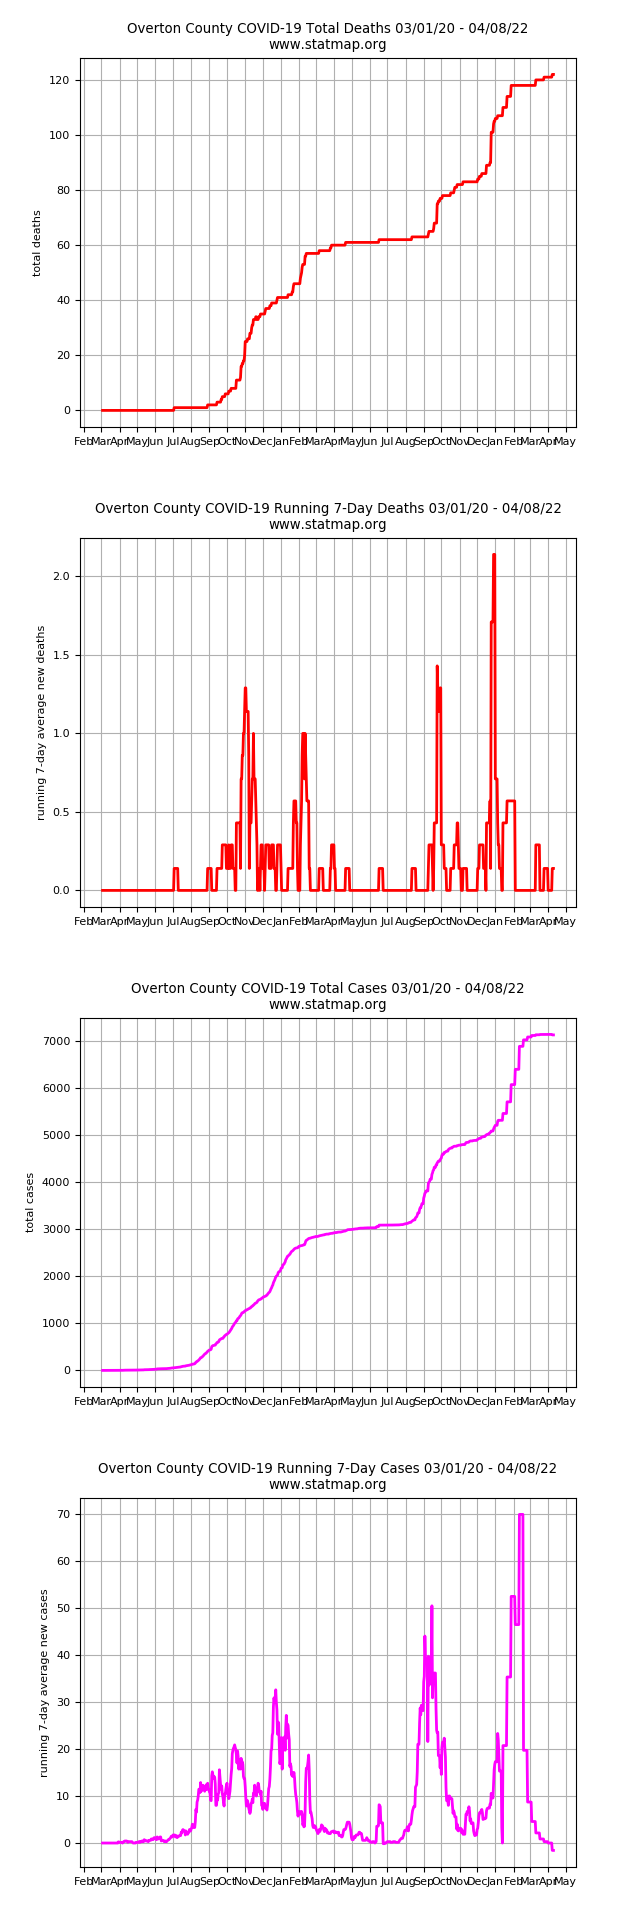 Overton County COVID-19 Total Deaths 03/01/20 - 04/08/22
www.statmap.org
120
100
80
60
40
20
0
total deaths
Feb Mar Apr May Jun Jul Aug Sep Oct Nov Dec Jan Feb Mar Apr May Jun Jul Aug Sep Oct Nov Dec Jan Feb Mar Apr May
Overton County COVID-19 Running 7-Day Deaths 03/01/20 - 04/08/22
www.statmap.org
2.0
1.5
1.0
0.5
0.0
running 7-day average new deaths
Feb Mar Apr May Jun Jul Aug Sep Oct Nov Dec Jan Feb Mar Apr May Jun Jul Aug Sep Oct Nov Dec Jan Feb Mar Apr May
Overton County COVID-19 Total Cases 03/01/20 - 04/08/22
www.statmap.org
7000
6000
5000
4000
3000
2000
1000
0
total cases
Feb Mar Apr May Jun Jul Aug Sep Oct Nov Dec Jan Feb Mar Apr May Jun Jul Aug Sep Oct Nov Dec Jan Feb Mar Apr May
Overton County COVID-19 Running 7-Day Cases 03/01/20 - 04/08/22
www.statmap.org
70
60
50
40
30
20
10
0
running 7-day average new cases
Feb Mar Apr May Jun Jul Aug Sep Oct Nov Dec Jan Feb Mar Apr May Jun Jul Aug Sep Oct Nov Dec Jan Feb Mar Apr May